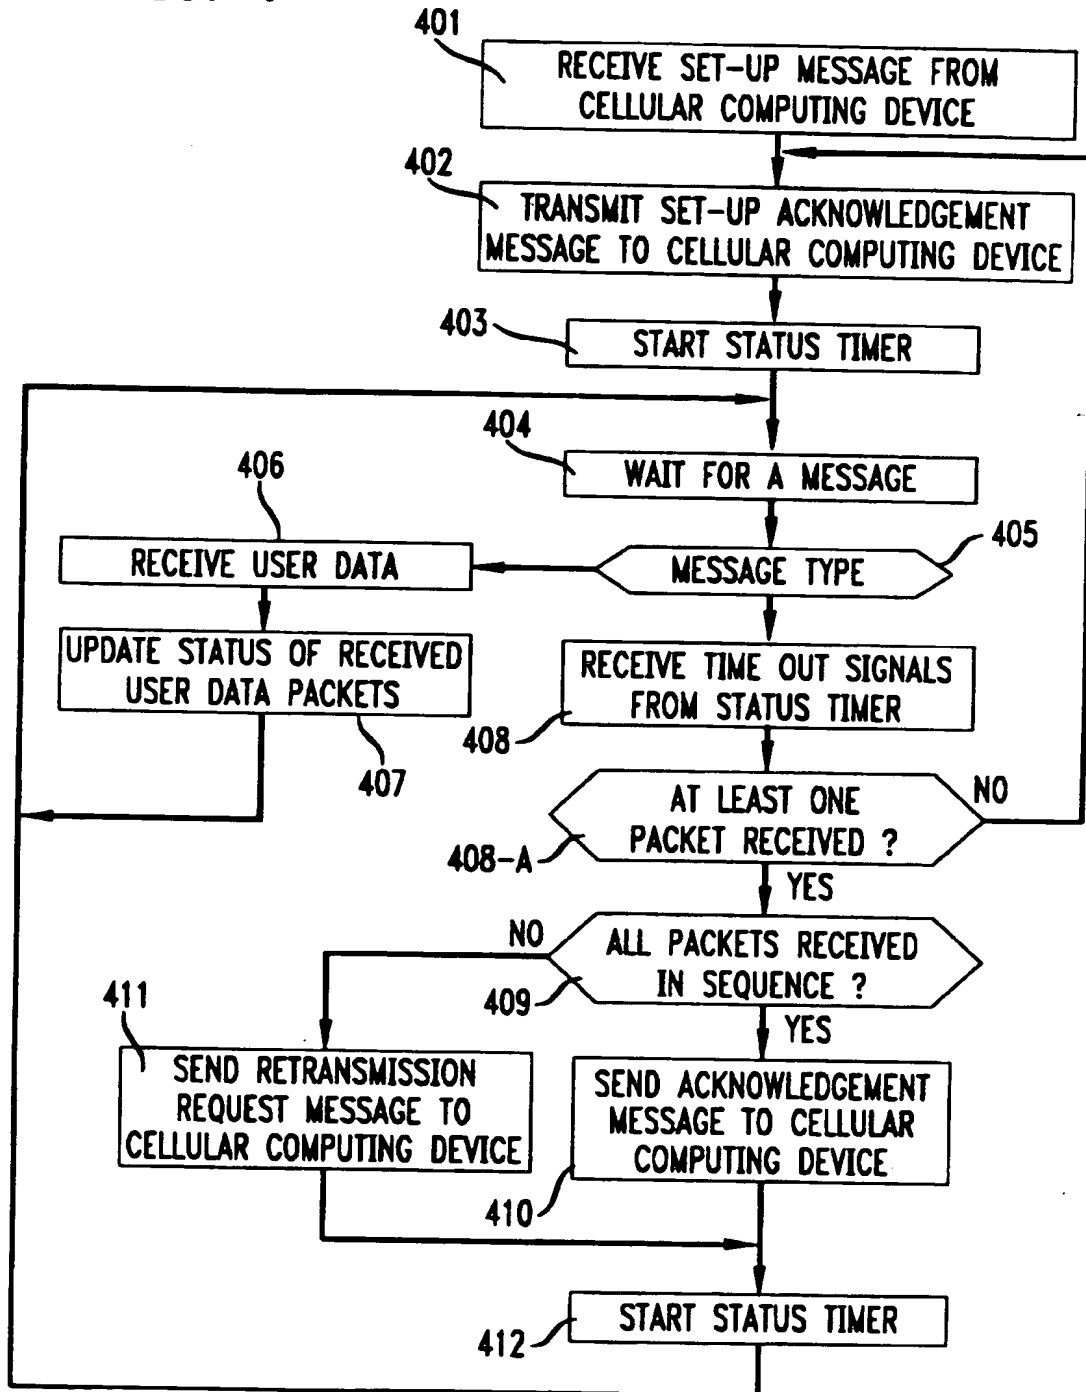 401
RECEIVE SET-UP MESSAGE FROM
CELLULAR COMPUTING DEVICE
402
TRANSMIT SET-UP ACKNOWLEDGEMENT
MESSAGE TO CELLULAR COMPUTING DEVICE
403
START STATUS TIMER
404
WAIT FOR A MESSAGE
406
405
RECEIVE USER DATA
MESSAGE TYPE
UPDATE STATUS OF RECEIVED
USER DATA PACKETS
407
RECEIVE TIME OUT SIGNALS
FROM STATUS TIMER
408
AT LEAST ONE
PACKET RECEIVED ?
NO
408-A
YES
NO
ALL PACKETS RECEIVED
IN SEQUENCE ?
409
YES
411
SEND RETRANSMISSION
REQUEST MESSAGE TO
CELLULAR COMPUTING DEVICE
SEND ACKNOWLEDGEMENT
MESSAGE TO CELLULAR
COMPUTING DEVICE
410
START STATUS TIMER
412